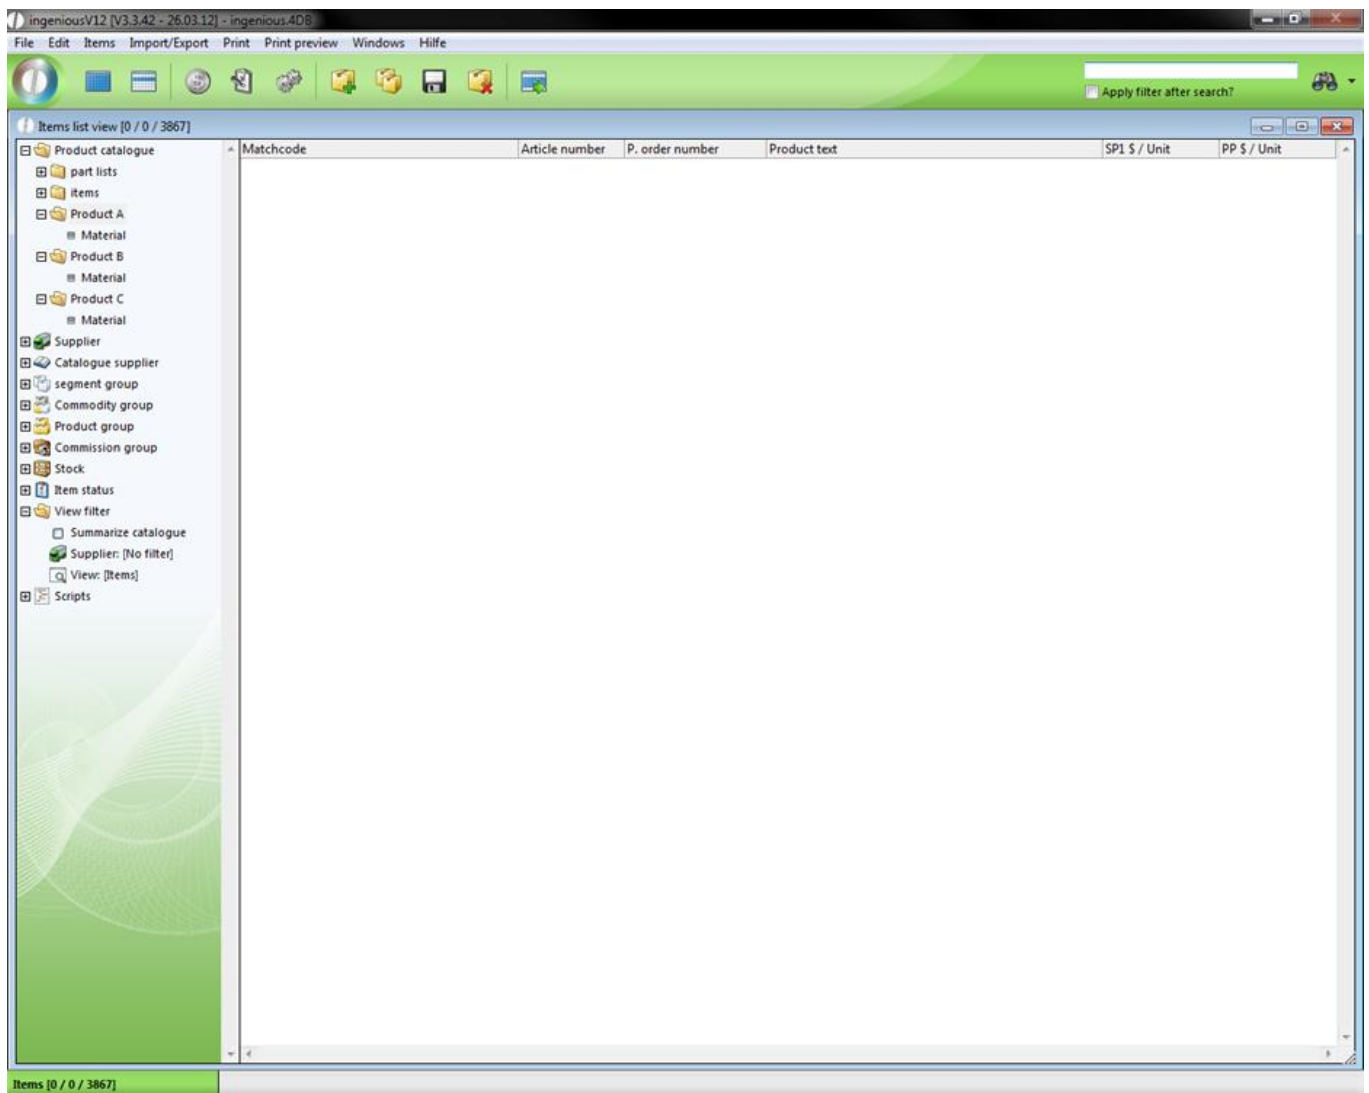 ingeniousV12 [V3.3.42 - 26.03.12] - ingenious.4DB
File Edit Items Import/Export Print Print preview Windows Hilfe
Apply filter after search?
Items list view [0 / 0 / 3867]
Matchcode Article number P. order number Product text SP1 $ / Unit PP $ / Unit
Product catalogue
part lists
items
Product A
Material
Product B
Material
Product C
Material
Supplier
Catalogue supplier
segment group
Commodity group
Product group
Commission group
Stock
Item status
View filter
Summarize catalogue
Supplier: [No filter]
View: [Items]
Scripts
Items [0 / 0 / 3867]